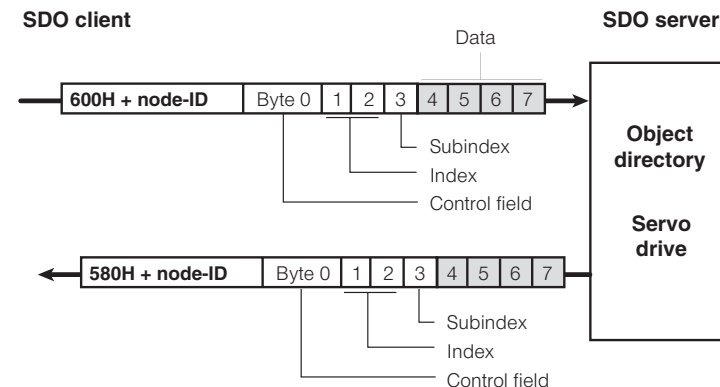 SDO client
SDO server
Data
600H + node-ID Byte 0 1 2 3 4 5 6 7
Subindex
Index
Control field
Object
directory
Servo
drive
580H + node-ID Byte 0 1 2 3 4 5 6 7
Subindex
Index
Control field